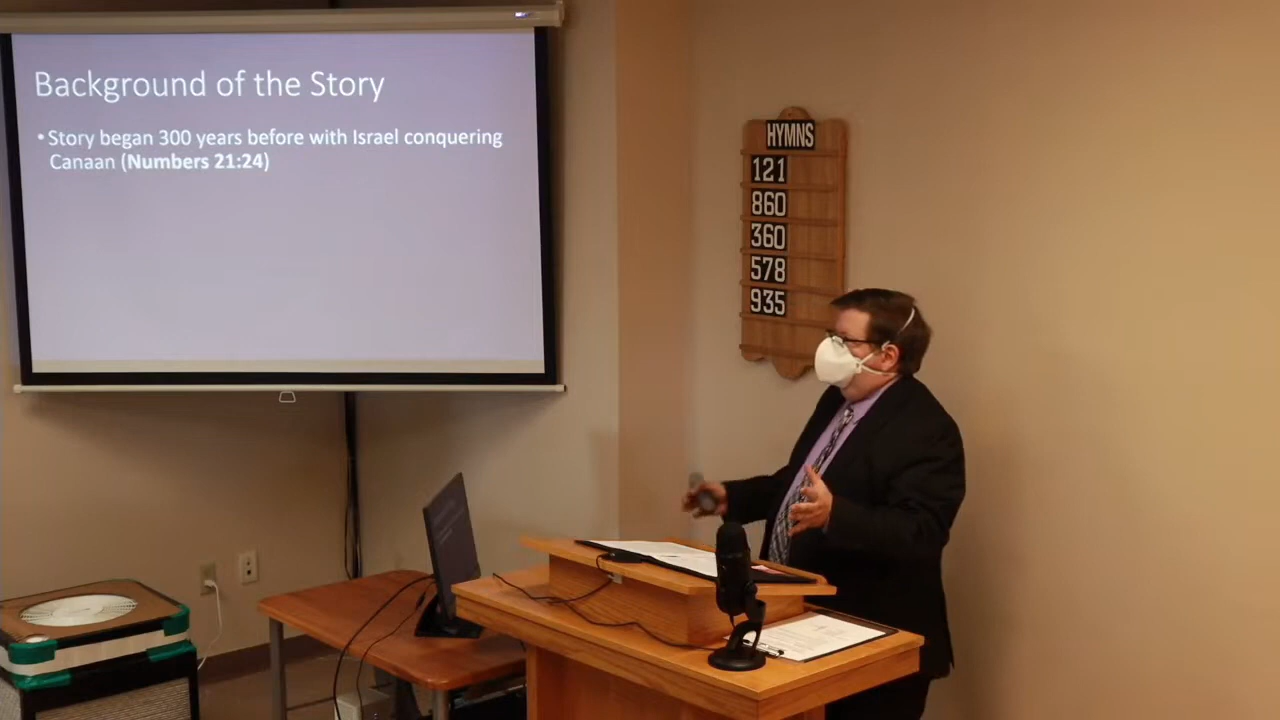 Background of the Story
• Story began 300 years before with Israel conquering
Canaan (Numbers 21:24)
HYMNS
121
860
360
578
935